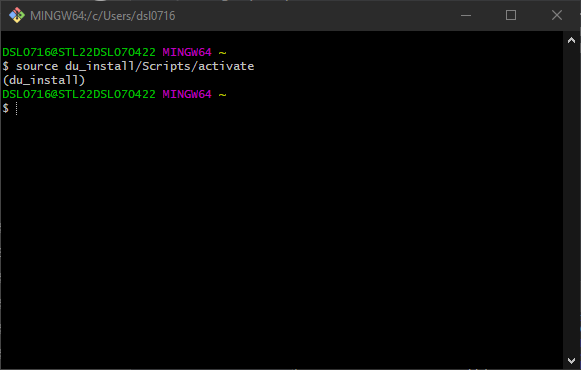 MINGW64:/c/Users/dsl0716
DSL0716@STL22DSL070422 MINGW64 ~
$ source du_install/Scripts/activate
(du_install)
DSL0716@STL22DSL070422 MINGW64 ~
$